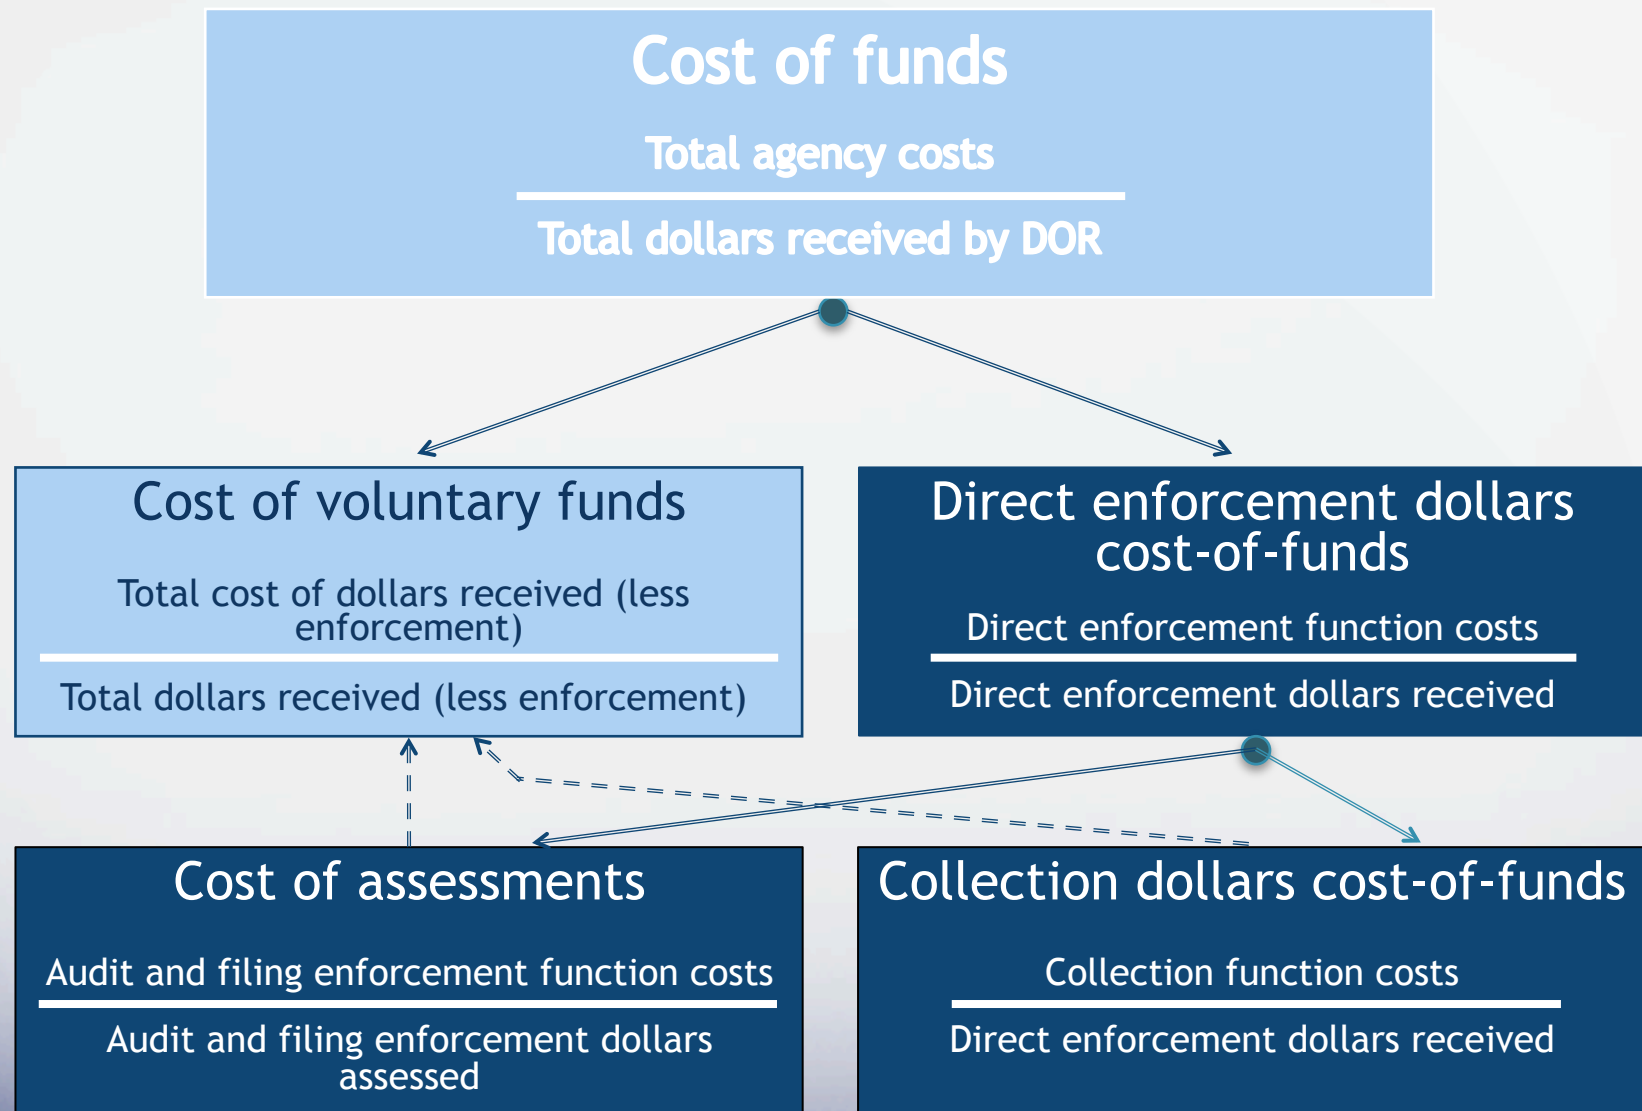 Cost of funds
Total agency costs
Total dollars received by DOR
Cost of voluntary funds
Total cost of dollars received (less
enforcement)
Total dollars received (less enforcement)
Direct enforcement dollars
cost-of-funds
Direct enforcement function costs
Direct enforcement dollars received
Cost of assessments
Audit and filing enforcement function costs
Audit and filing enforcement dollars
assessed
Collection dollars cost-of-funds
Collection function costs
Direct enforcement dollars received